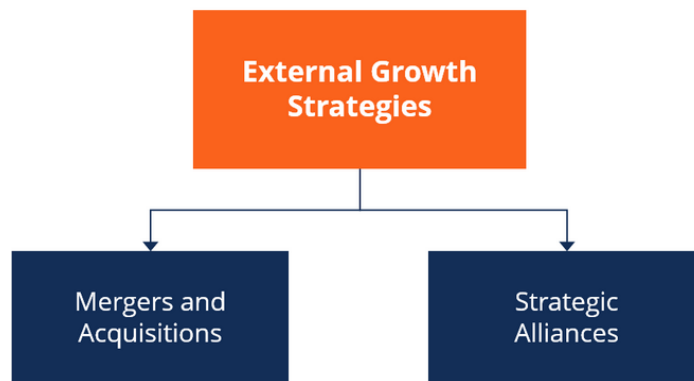 External Growth
Strategies
Mergers and
Acquisitions
Strategic
Alliances